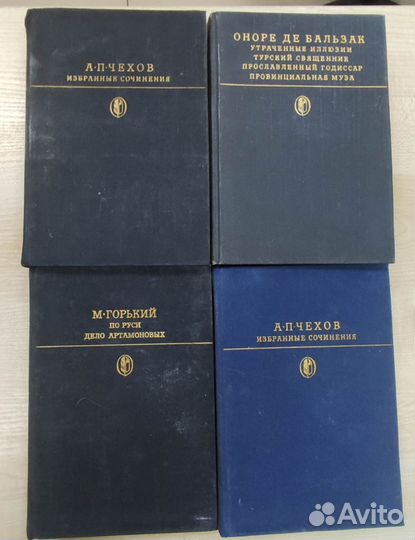 А·П·ЧЕХОВ
ИЗБРАННЫЕ СОЧИНЕНИЯ
ОНОРЕ ДЕ БАЛЬЗАК
УТРАЧЕННЫЕ ИЛЛЮЗИИ
ТУРСКИЙ СВЯЩЕННИК
ПРОСЛАВЛЕННЫЙ ГОДИССАР
ПРОВИНЦИАЛЬНАЯ МУЗА
М·ГОРЬКИЙ
ПО РУСИ
ДЕЛО АРТАМОНОВЫХ
А·П·ЧЕХОВ
ИЗБРАННЫЕ СОЧИНЕНИЯ
Avito